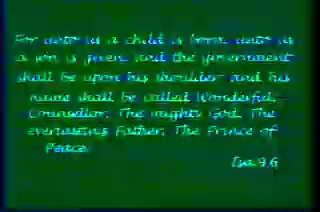 For unto us a child is born, unto us
a son is given and the government
shall be upon his shoulder and his
name shall be called Wonderful,
Counsellor, The mighty God, The
everlasting Father, The Prince of
Peace.
Isa 9 6